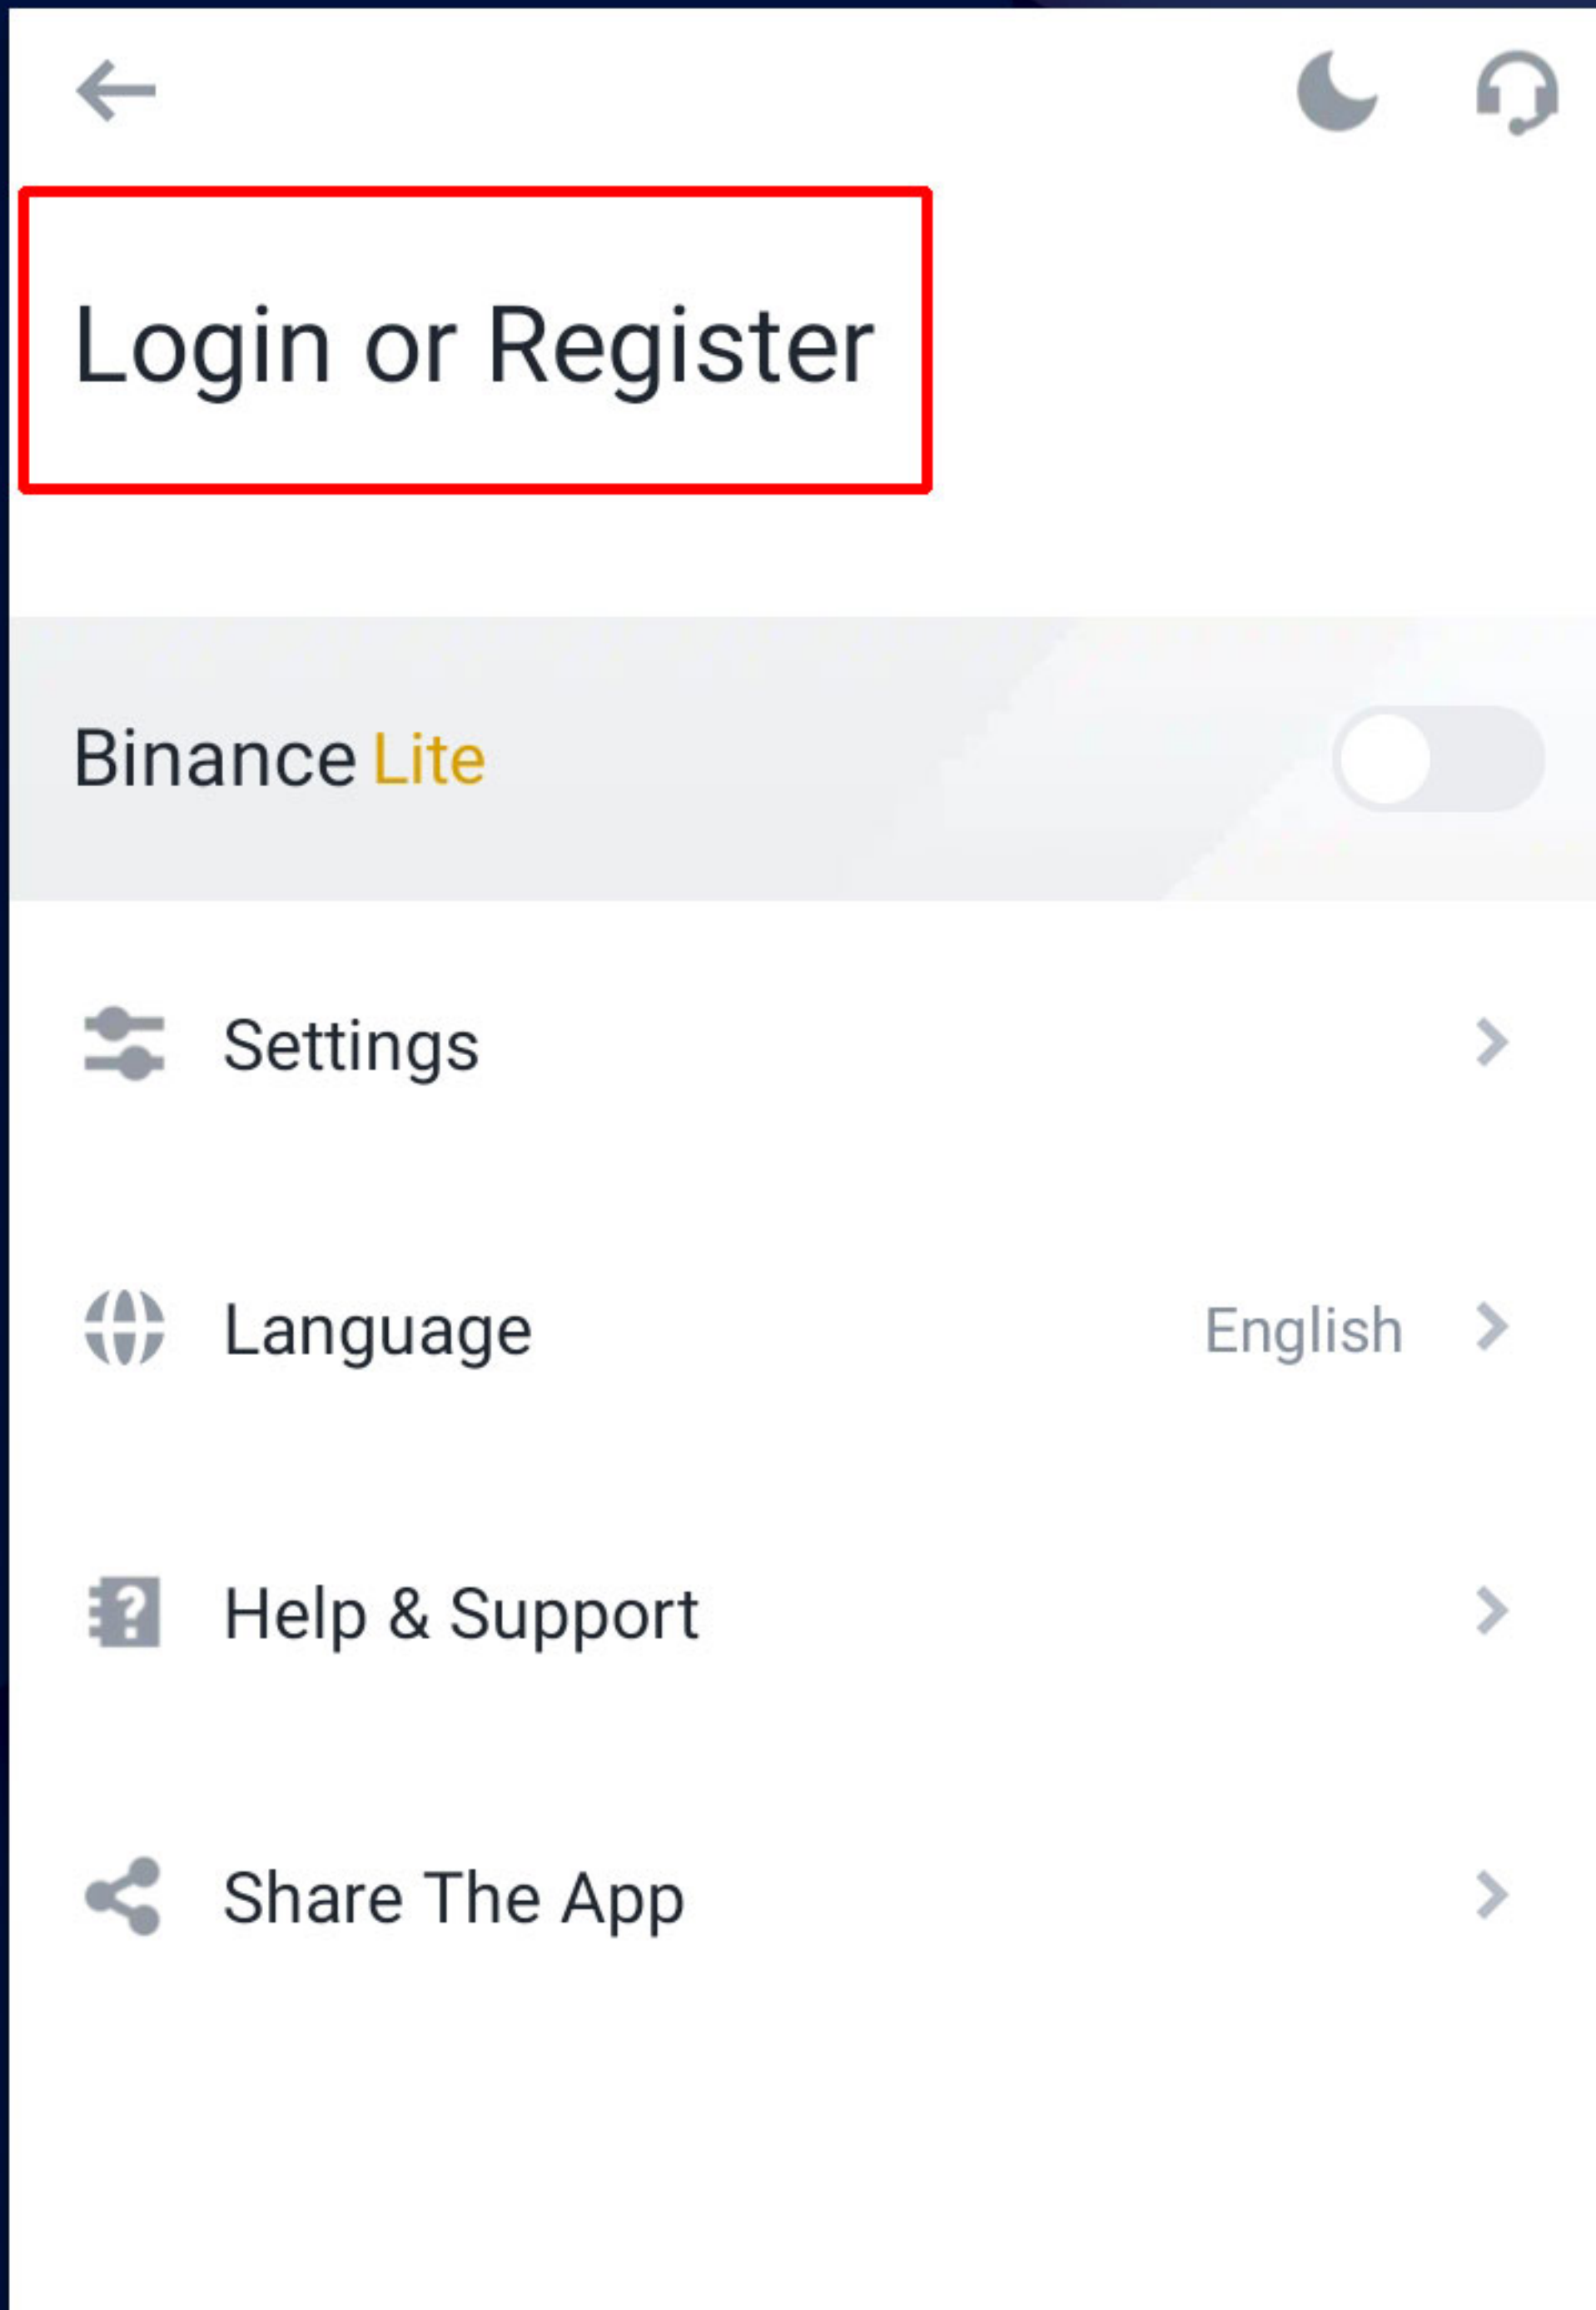 Login or Register
Binance Lite
Settings
Language English
Help & Support
Share The App